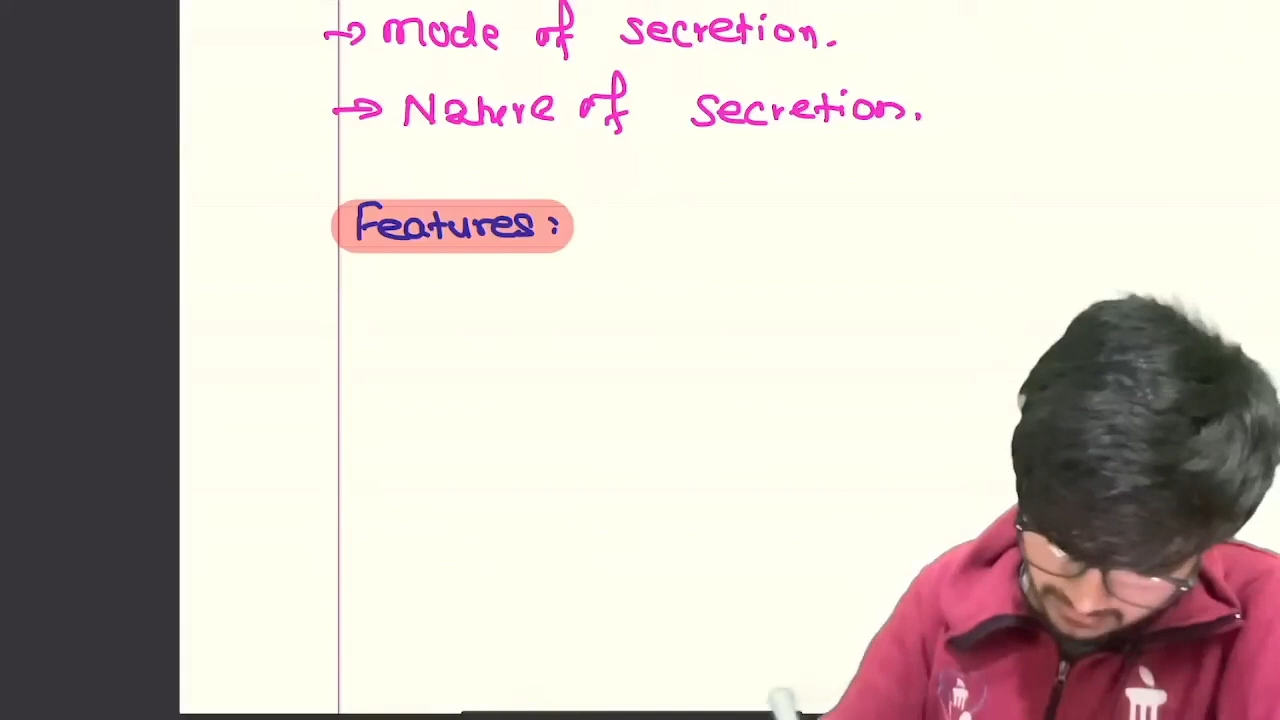 → Mode of secretion.
→ Nature of secretion.
Features: